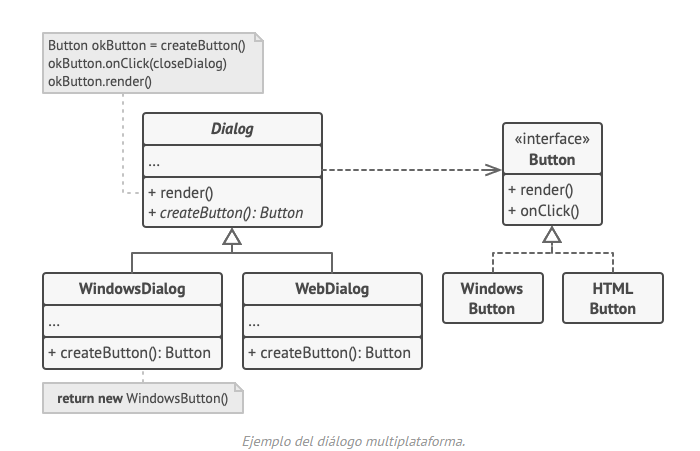 Button okButton = createButton()
okButton.onClick(closeDialog)
okButton.render()
Dialog
...
+ render()
+ createButton(): Button
«interface»
Button
+ render()
+ onClick()
WindowsDialog
...
+ createButton(): Button
WebDialog
...
+ createButton(): Button
Windows
Button
HTML
Button
return new WindowsButton()
Ejemplo del diálogo multiplataforma.